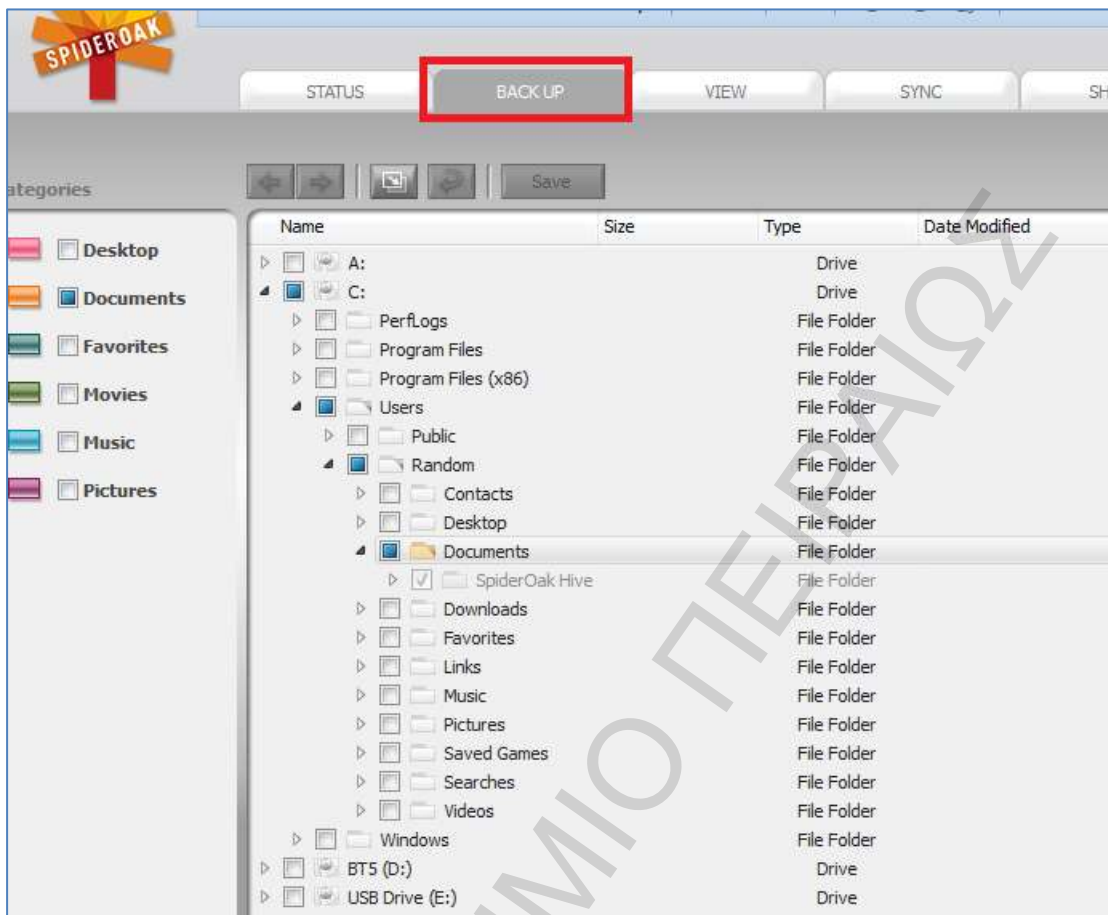 SPIDEROAK
STATUS BACK UP VIEW SYNC SH
ategories
Save
Name Size Type Date Modified
Desktop
Documents
Favorites
Movies
Music
Pictures
A: Drive
C: Drive
PerfLogs File Folder
Program Files File Folder
Program Files (x86) File Folder
Users File Folder
Public File Folder
Random File Folder
Contacts File Folder
Desktop File Folder
Documents File Folder
SpiderOak Hive File Folder
Downloads File Folder
Favorites File Folder
Links File Folder
Music File Folder
Pictures File Folder
Saved Games File Folder
Searches File Folder
Videos File Folder
Windows File Folder
BT5 (D:) Drive
USB Drive (E:) Drive
ΜΙΟ ΠΕΙΡΑΙΩΣ